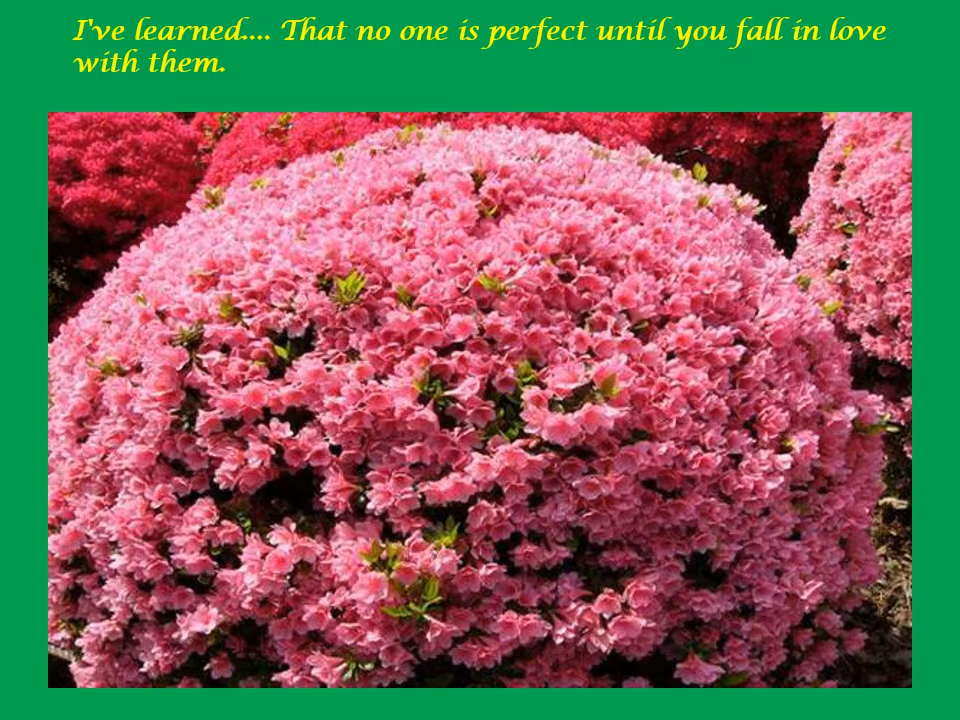 I've learned.... That no one is perfect until you fall in love
with them.